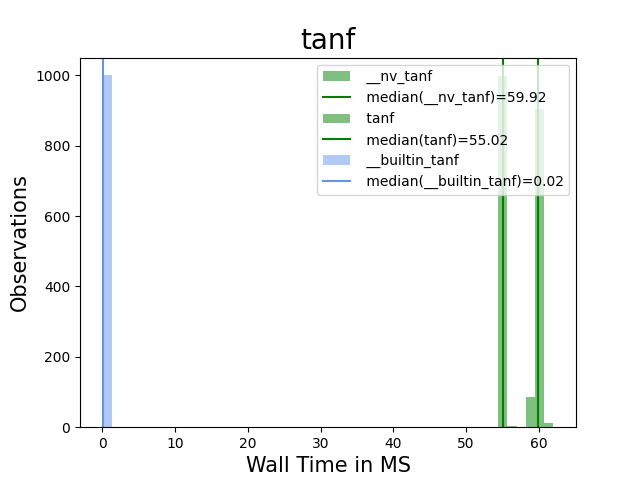 tanf
1000
800
600
400
200
0
Observations
__nv_tanf
median(__nv_tanf)=59.92
tanf
median(tanf)=55.02
__builtin_tanf
median(__builtin_tanf)=0.02
0 10 20 30 40 50 60
Wall Time in MS